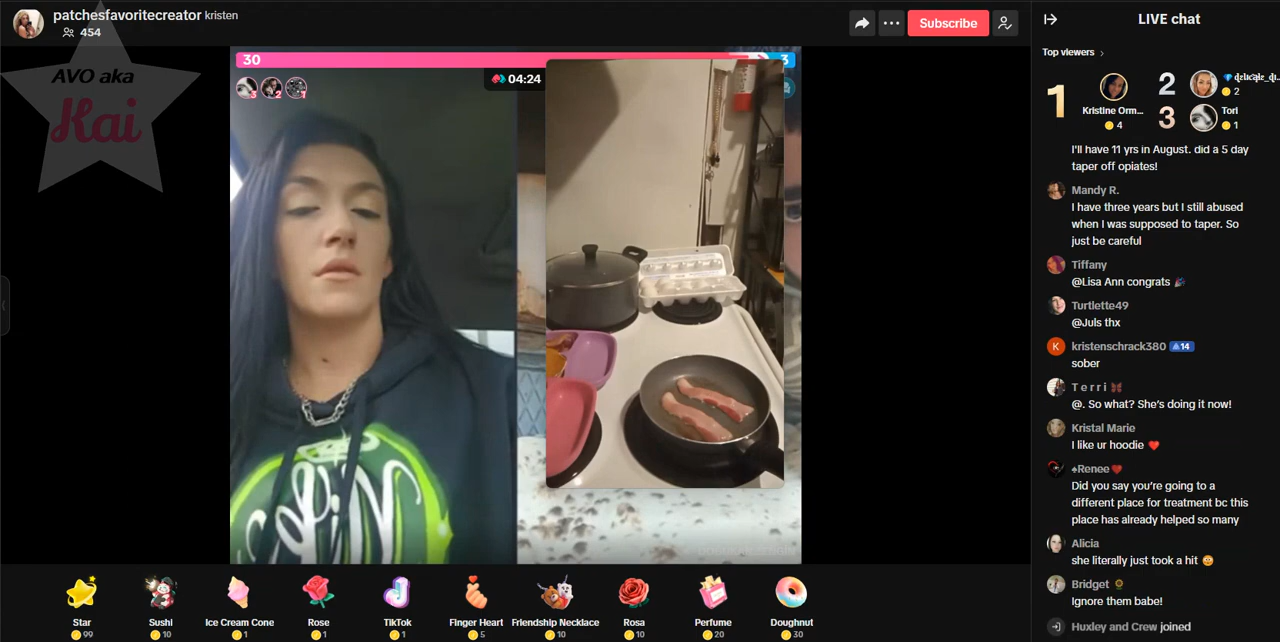 patchesfavoritecreator kristen
454
AVO aka
Kai
Subscribe
30
3
04:24
3
2
1
LIVE chat
Top viewers
1
Kristine Orm...
4
2
2
3
Tori
1
I'll have 11 yrs in August. did a 5 day
taper off opiates!
Mandy R.
I have three years but I still abused
when I was supposed to taper. So
just be careful
Tiffany
@Lisa Ann congrats 🎉
Turtlette49
@Juls thx
K
kristenschrack380 14
sober
T e r r i 🦋
@. So what? She's doing it now!
Kristal Marie
I like ur hoodie ❤️
♠Renee❤️
Did you say you're going to a
different place for treatment bc this
place has already helped so many
Alicia
she literally just took a hit
Bridget 🌻
Ignore them babe!
Huxley and Crew joined
Star
99
Sushi
10
Ice Cream Cone
1
Rose
1
TikTok
1
Finger Heart
5
Friendship Necklace
10
Rosa
10
Perfume
20
Doughnut
30